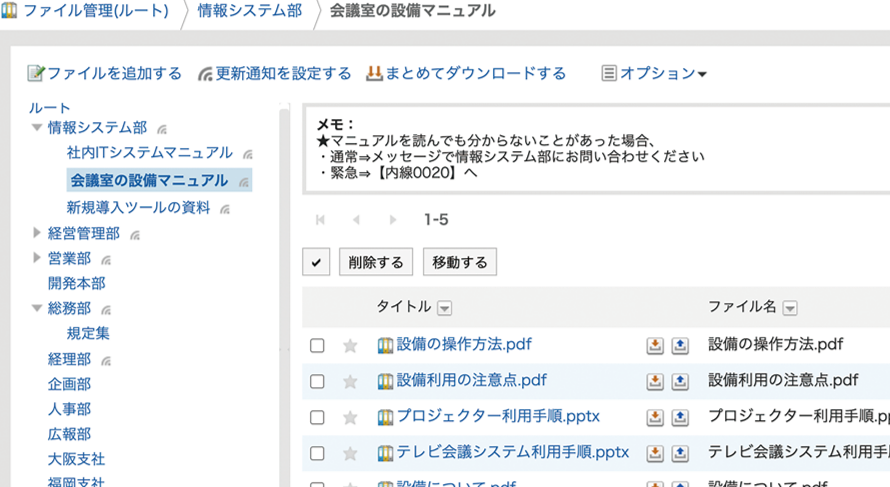 ファイル管理(ルート) 情報システム部 会議室の設備マニュアル
ファイルを追加する 更新通知を設定する まとめてダウンロードする オプション
ルート
情報システム部
社内ITシステムマニュアル
会議室の設備マニュアル
新規導入ツールの資料
経営管理部
営業部
開発本部
総務部
規定集
経理部
企画部
人事部
広報部
大阪支社
福岡支社
メモ：
★マニュアルを読んでも分からないことがあった場合、
・通常⇒メッセージで情報システム部にお問い合わせください
・緊急⇒【内線0020】へ
1-5
削除する 移動する
タイトル ファイル名
設備の操作方法.pdf 設備の操作方法.pdf
設備利用の注意点.pdf 設備利用の注意点.pdf
プロジェクター利用手順.pptx プロジェクター利用手順.pp
テレビ会議システム利用手順.pptx テレビ会議システム利用手
設備について.pdf 設備について.pdf